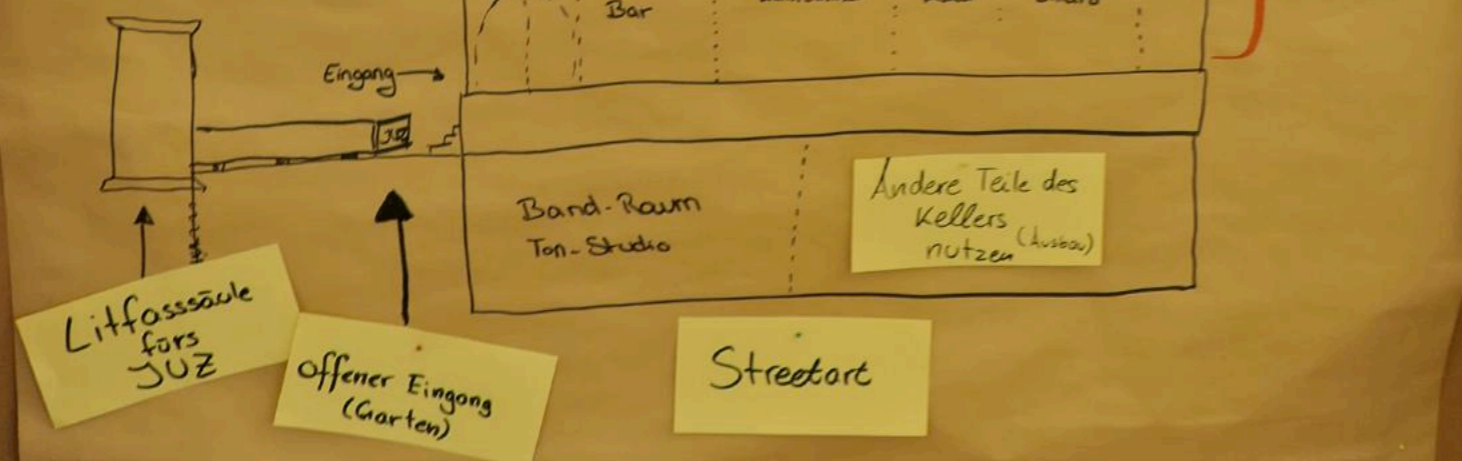 Bar
Eingang
JUZ
Band-Raum
Ton-Studio
Andere Teile des
Kellers
nutzen (Ausbau)
Litfasssäule
fürs
JUZ
Offener Eingang
(Garten)
Streetart